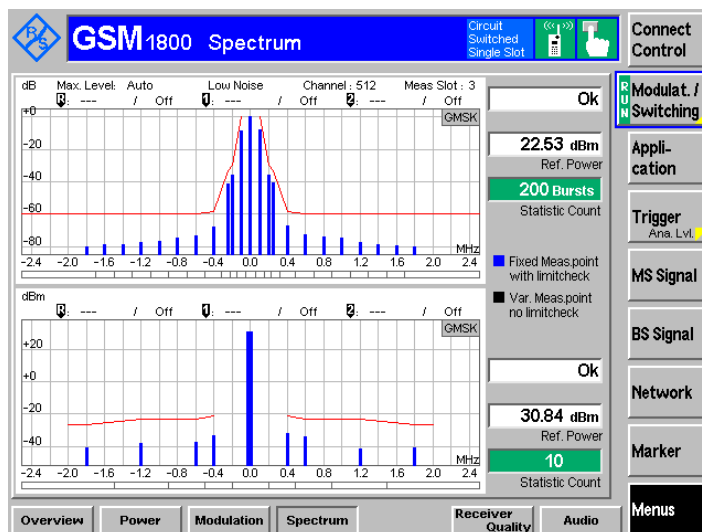 R S
GSM 1800 Spectrum
Circuit
Switched
Single Slot
Connect
Control
dB Max. Level: Auto Low Noise Channel : 512 Meas Slot : 3
R : --- / Off 1 : --- / Off 2 : --- / Off
GMSK
+0
-20
-40
-60
-80
MHz
-2.4 -2.0 -1.6 -1.2 -0.8 -0.4 0.0 0.4 0.8 1.2 1.6 2.0 2.4
Ok
22.53 dBm
Ref. Power
200 Bursts
Statistic Count
Fixed Meas.point
with limitcheck
Var. Meas.point
no limitcheck
dBm
R : --- / Off 1 : --- / Off 2 : --- / Off
GMSK
+20
+0
-20
-40
MHz
-2.4 -2.0 -1.6 -1.2 -0.8 -0.4 0.0 0.4 0.8 1.2 1.6 2.0 2.4
Ok
30.84 dBm
Ref. Power
10
Statistic Count
RUN
Modulat. /
Switching
Appli-
cation
Trigger
Ana. Lvl.
MS Signal
BS Signal
Network
Marker
Menus
Overview Power Modulation Spectrum Receiver
Quality Audio